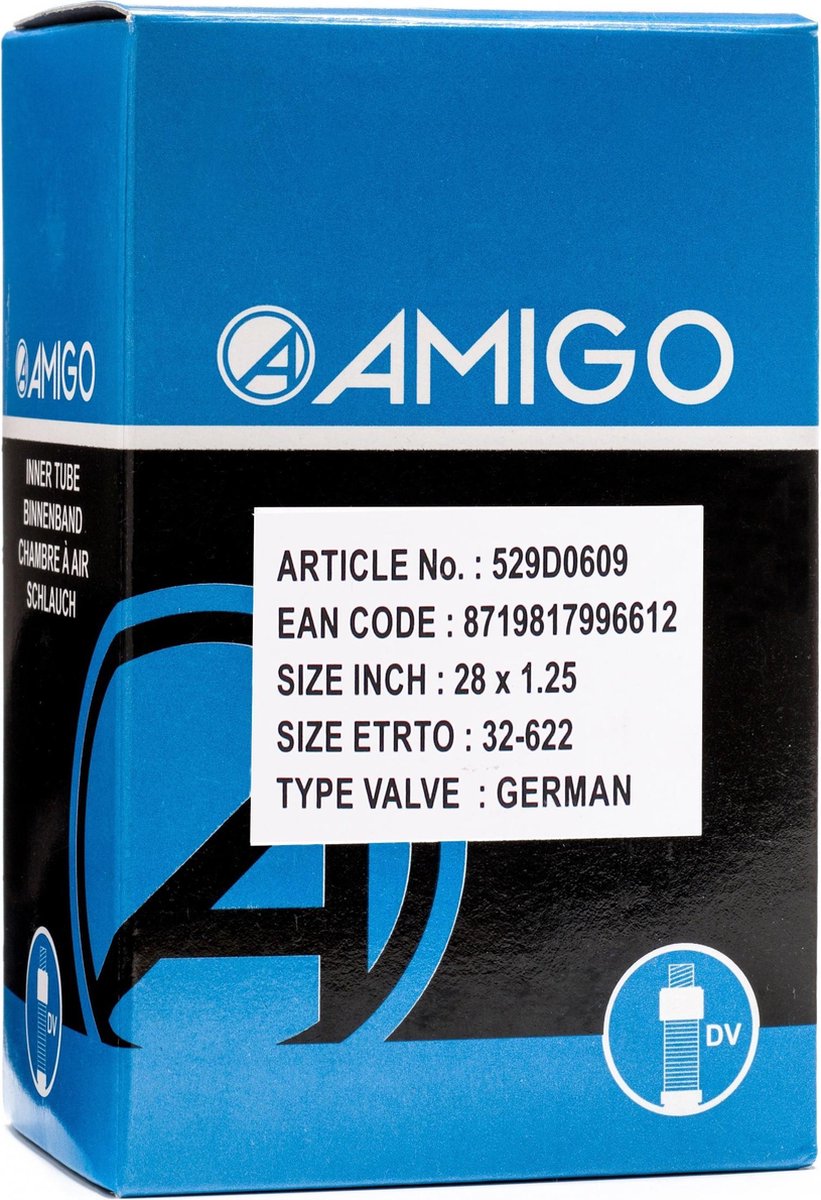 AMIGO
AMIGO
INNER TUBE
BINNENBAND
CHAMBRE À AIR
SCHLAUCH
ARTICLE No. : 529D0609
EAN CODE : 8719817996612
SIZE INCH : 28 x 1.25
SIZE ETRTO : 32-622
TYPE VALVE : GERMAN
DV
DV